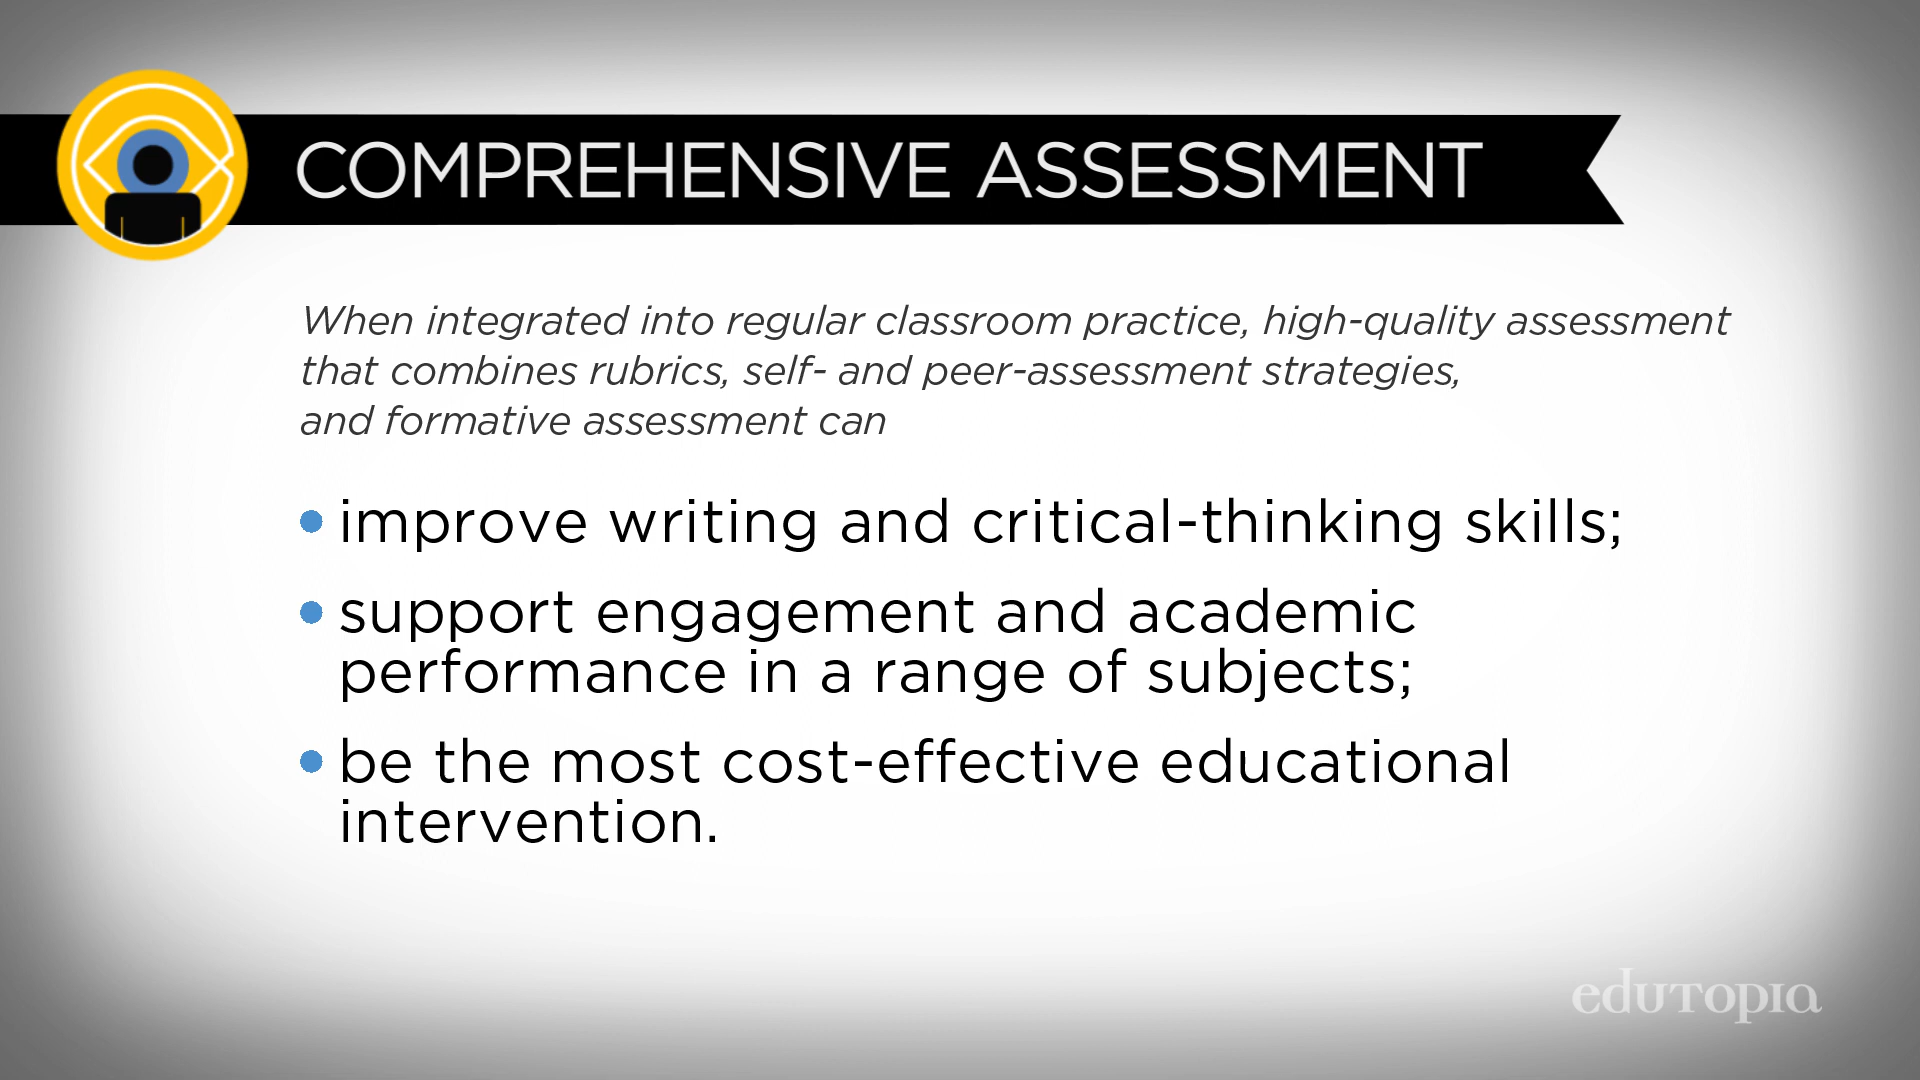 COMPREHENSIVE ASSESSMENT
When integrated into regular classroom practice, high-quality assessment
that combines rubrics, self- and peer-assessment strategies,
and formative assessment can
• improve writing and critical-thinking skills;
• support engagement and academic
performance in a range of subjects;
• be the most cost-effective educational
intervention.
edutopia